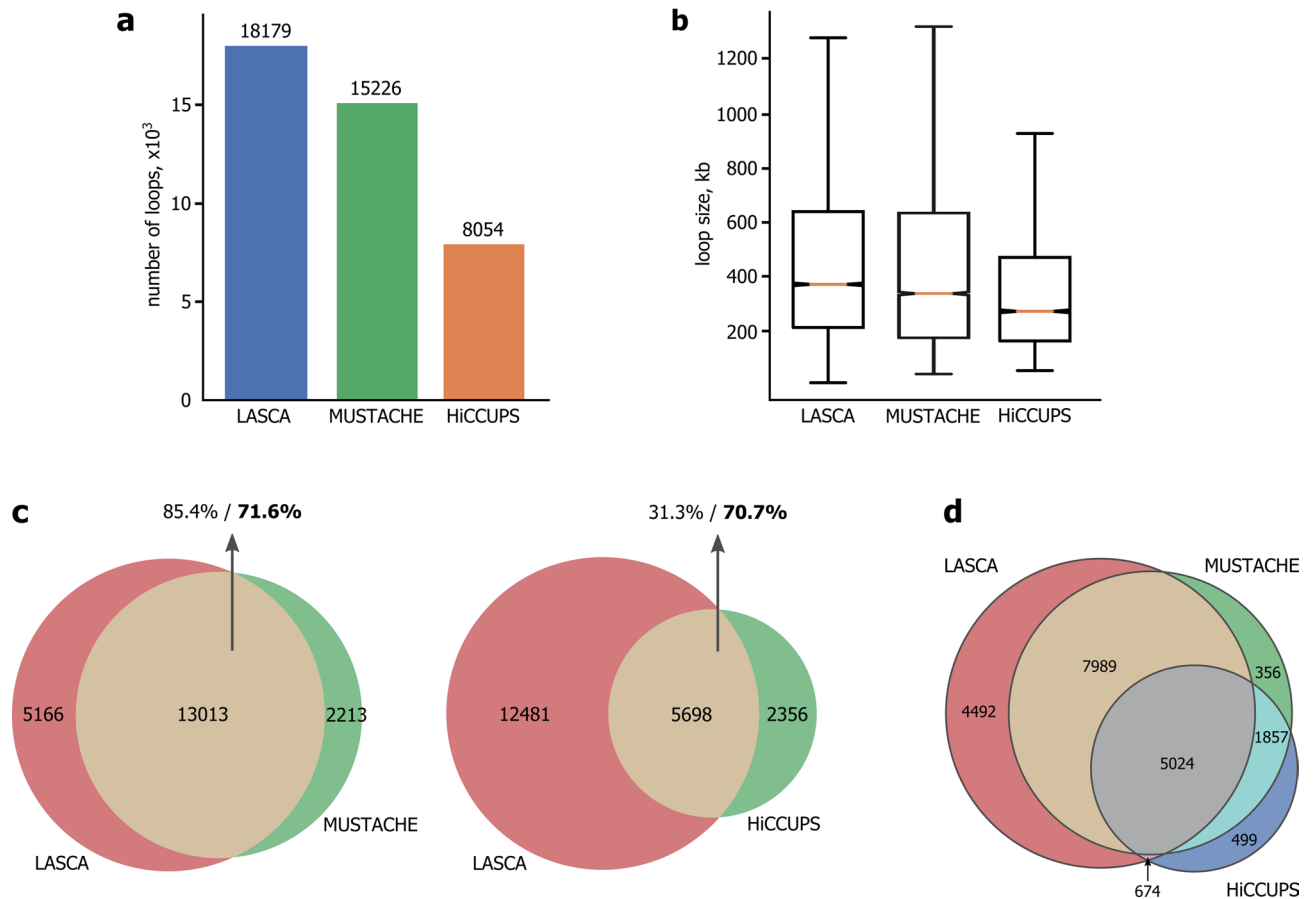 a
number of loops, x10³
15
10
5
0
18179
15226
8054
LASCA
MUSTACHE
HiCCUPS
b
loop size, kb
1200
1000
800
600
400
200
LASCA
MUSTACHE
HiCCUPS
c
85.4% / 71.6%
5166
13013
2213
LASCA
MUSTACHE
31.3% / 70.7%
12481
5698
2356
LASCA
HiCCUPS
d
LASCA
MUSTACHE
7989
356
4492
1857
5024
499
674
HiCCUPS